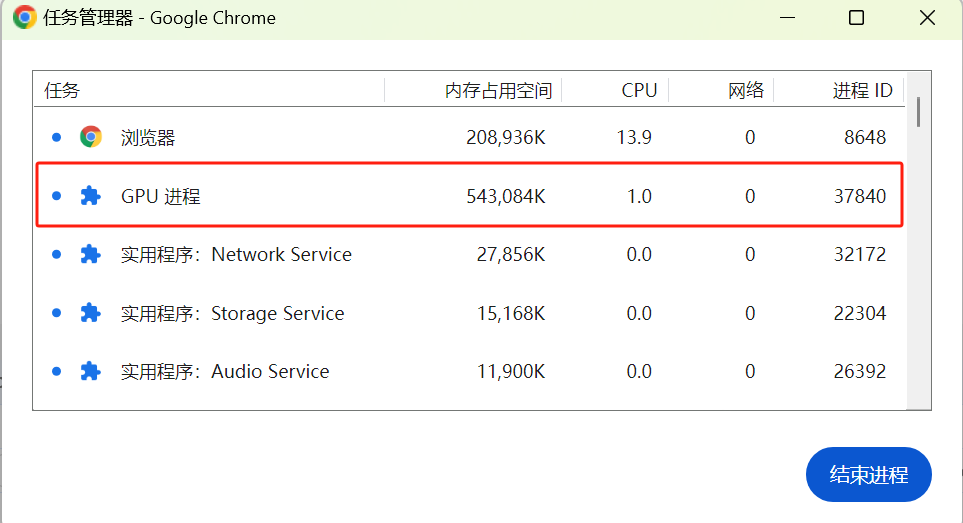 任务管理器 - Google Chrome
任务 内存占用空间 CPU 网络 进程 ID
浏览器 208,936K 13.9 0 8648
GPU 进程 543,084K 1.0 0 37840
实用程序：Network Service 27,856K 0.0 0 32172
实用程序：Storage Service 15,168K 0.0 0 22304
实用程序：Audio Service 11,900K 0.0 0 26392
结束进程